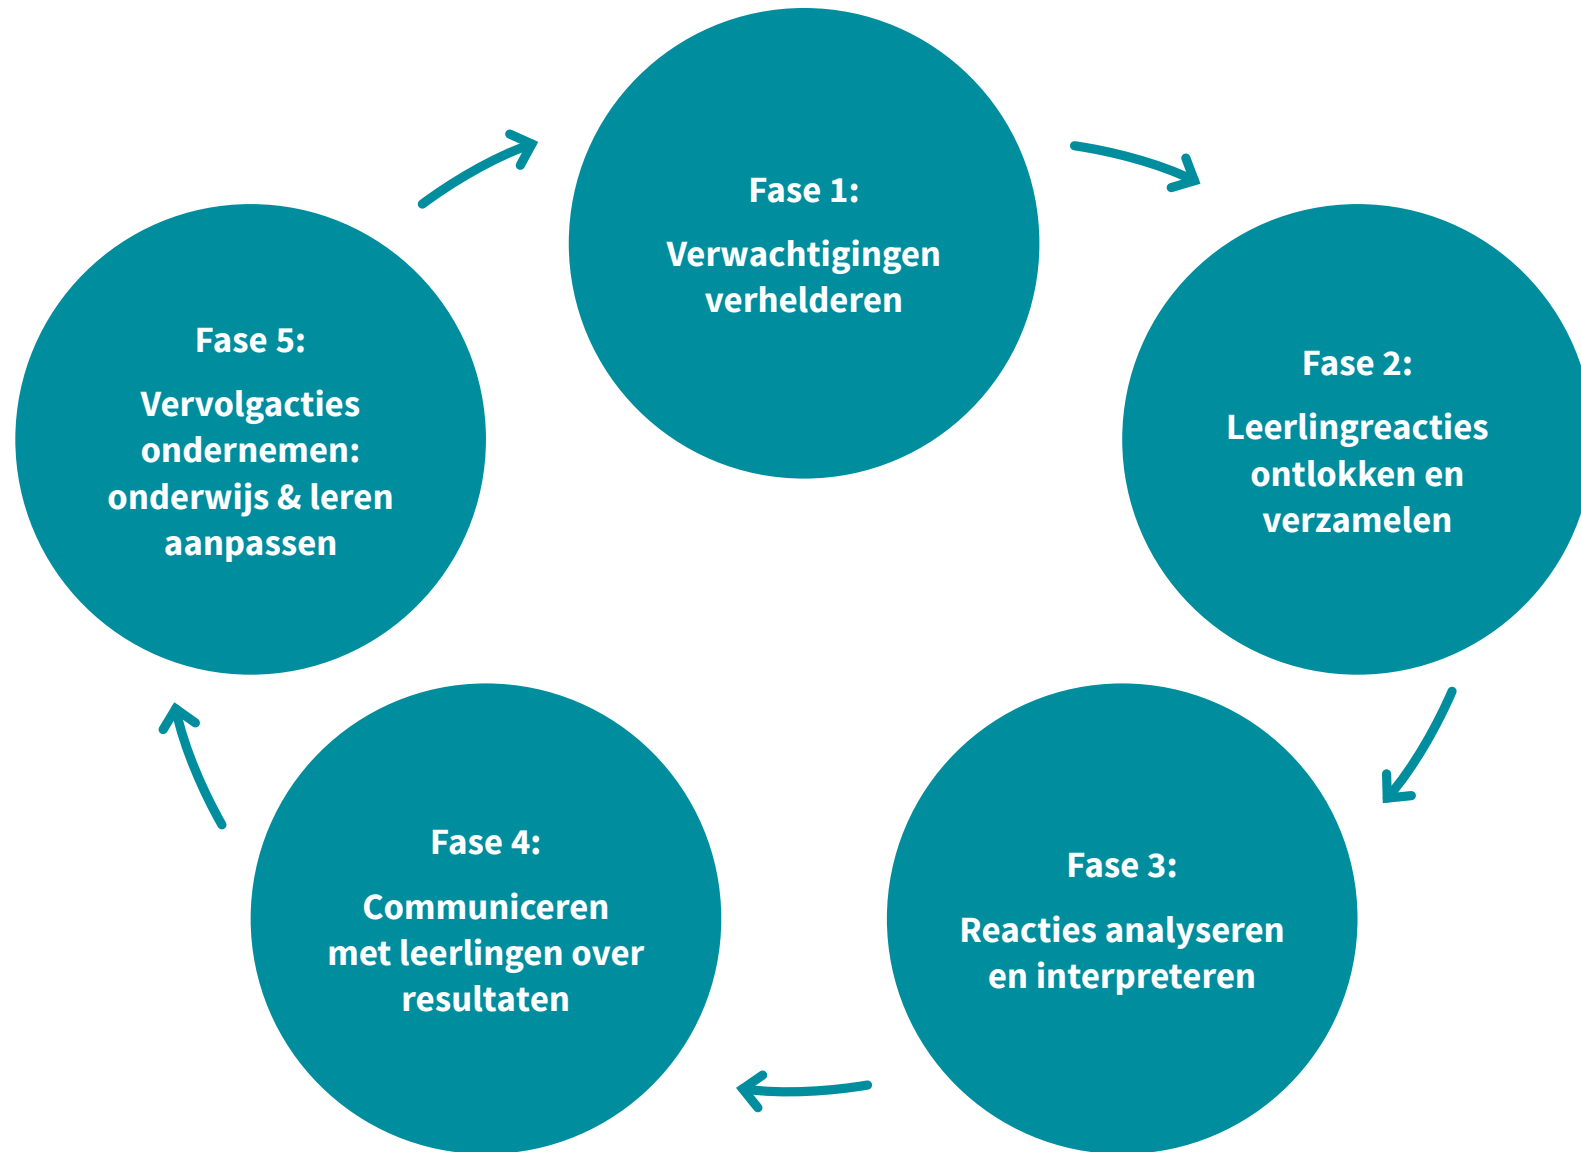 Fase 1:
Verwachtigingen
verhelderen
Fase 2:
Leerlingreacties
ontlokken en
verzamelen
Fase 3:
Reacties analyseren
en interpreteren
Fase 4:
Communiceren
met leerlingen over
resultaten
Fase 5:
Vervolgacties
ondernemen:
onderwijs & leren
aanpassen